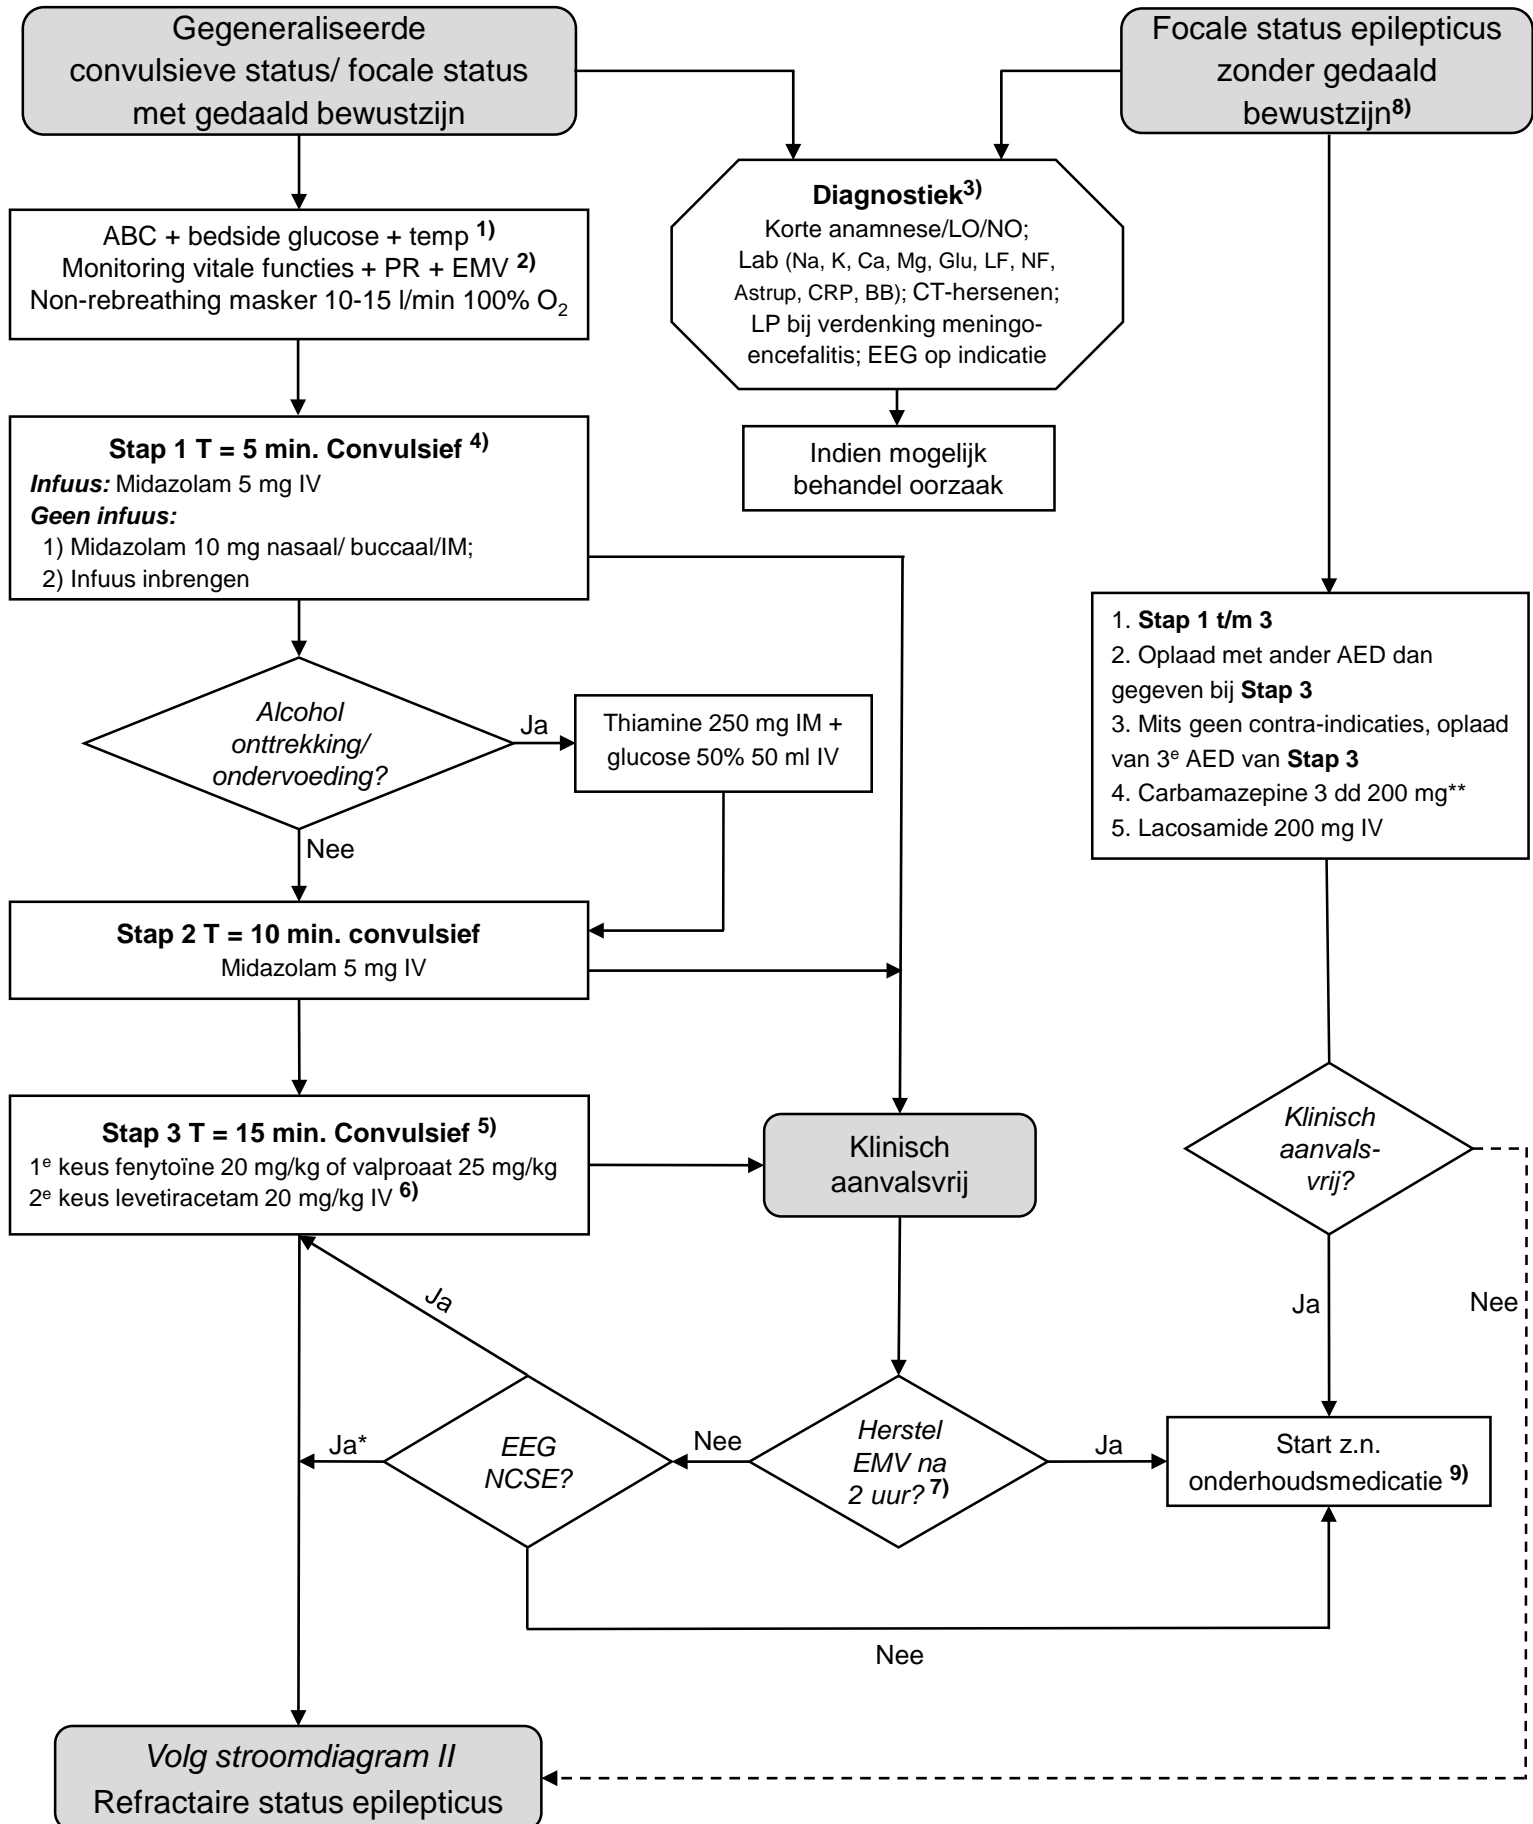 Gegeneraliseerde
convulsieve status/ focale status
met gedaald bewustzijn
Focale status epilepticus
zonder gedaald
bewustzijn8)
ABC + bedside glucose + temp 1)
Monitoring vitale functies + PR + EMV 2)
Non-rebreathing masker 10-15 l/min 100% O2
Diagnostiek3)
Korte anamnese/LO/NO;
Lab (Na, K, Ca, Mg, Glu, LF, NF,
Astrup, CRP, BB); CT-hersenen;
LP bij verdenking meningo-
encefalitis; EEG op indicatie
Indien mogelijk
behandel oorzaak
Stap 1 T = 5 min. Convulsief 4)
Infuus: Midazolam 5 mg IV
Geen infuus:
1) Midazolam 10 mg nasaal/ buccaal/IM;
2) Infuus inbrengen
Alcohol
onttrekking/
ondervoeding?
Ja
Thiamine 250 mg IM +
glucose 50% 50 ml IV
Nee
1. Stap 1 t/m 3
2. Oplaad met ander AED dan
gegeven bij Stap 3
3. Mits geen contra-indicaties, oplaad
van 3e AED van Stap 3
4. Carbamazepine 3 dd 200 mg**
5. Lacosamide 200 mg IV
Stap 2 T = 10 min. convulsief
Midazolam 5 mg IV
Stap 3 T = 15 min. Convulsief 5)
1e keus fenytoïne 20 mg/kg of valproaat 25 mg/kg
2e keus levetiracetam 20 mg/kg IV 6)
Klinisch
aanvalsvrij
Klinisch
aanvals-
vrij?
Ja
Nee
Ja
Ja*
EEG
NCSE?
Nee
Herstel
EMV na
2 uur? 7)
Ja
Start z.n.
onderhoudsmedicatie 9)
Nee
Volg stroomdiagram II
Refractaire status epilepticus